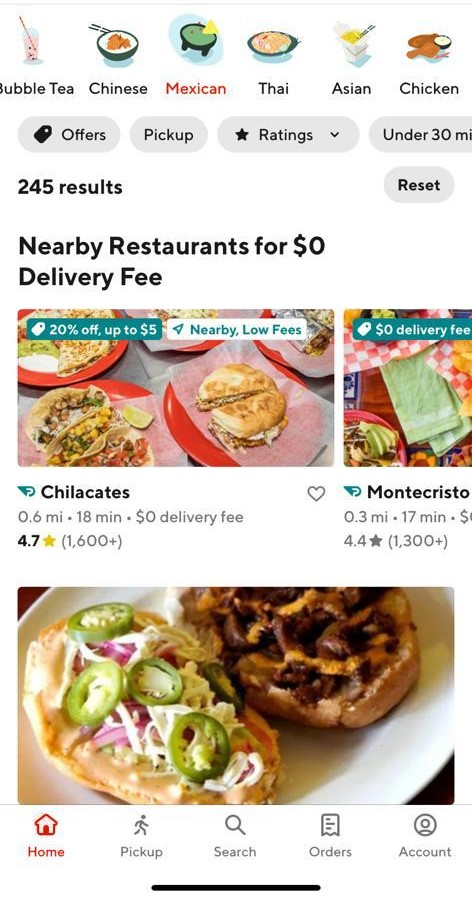 Bubble Tea Chinese Mexican Thai Asian Chicken
Offers Pickup Ratings Under 30 mi
245 results Reset
Nearby Restaurants for $0
Delivery Fee
20% off, up to $5 Nearby, Low Fees
$0 delivery fee
Chilacates
0.6 mi • 18 min • $0 delivery fee
4.7 (1,600+)
Montecristo
0.3 mi • 17 min • $
4.4 (1,300+)
Home Pickup Search Orders Account